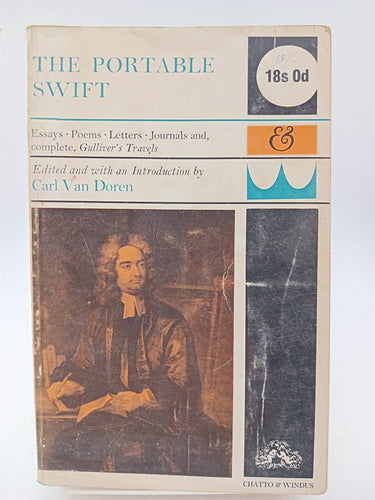 THE PORTABLE
SWIFT
18/-
18s 0d
Essays · Poems · Letters · Journals and,
complete, Gulliver's Travels
&
Edited and with an Introduction by
Carl Van Doren
CHATTO & WINDUS